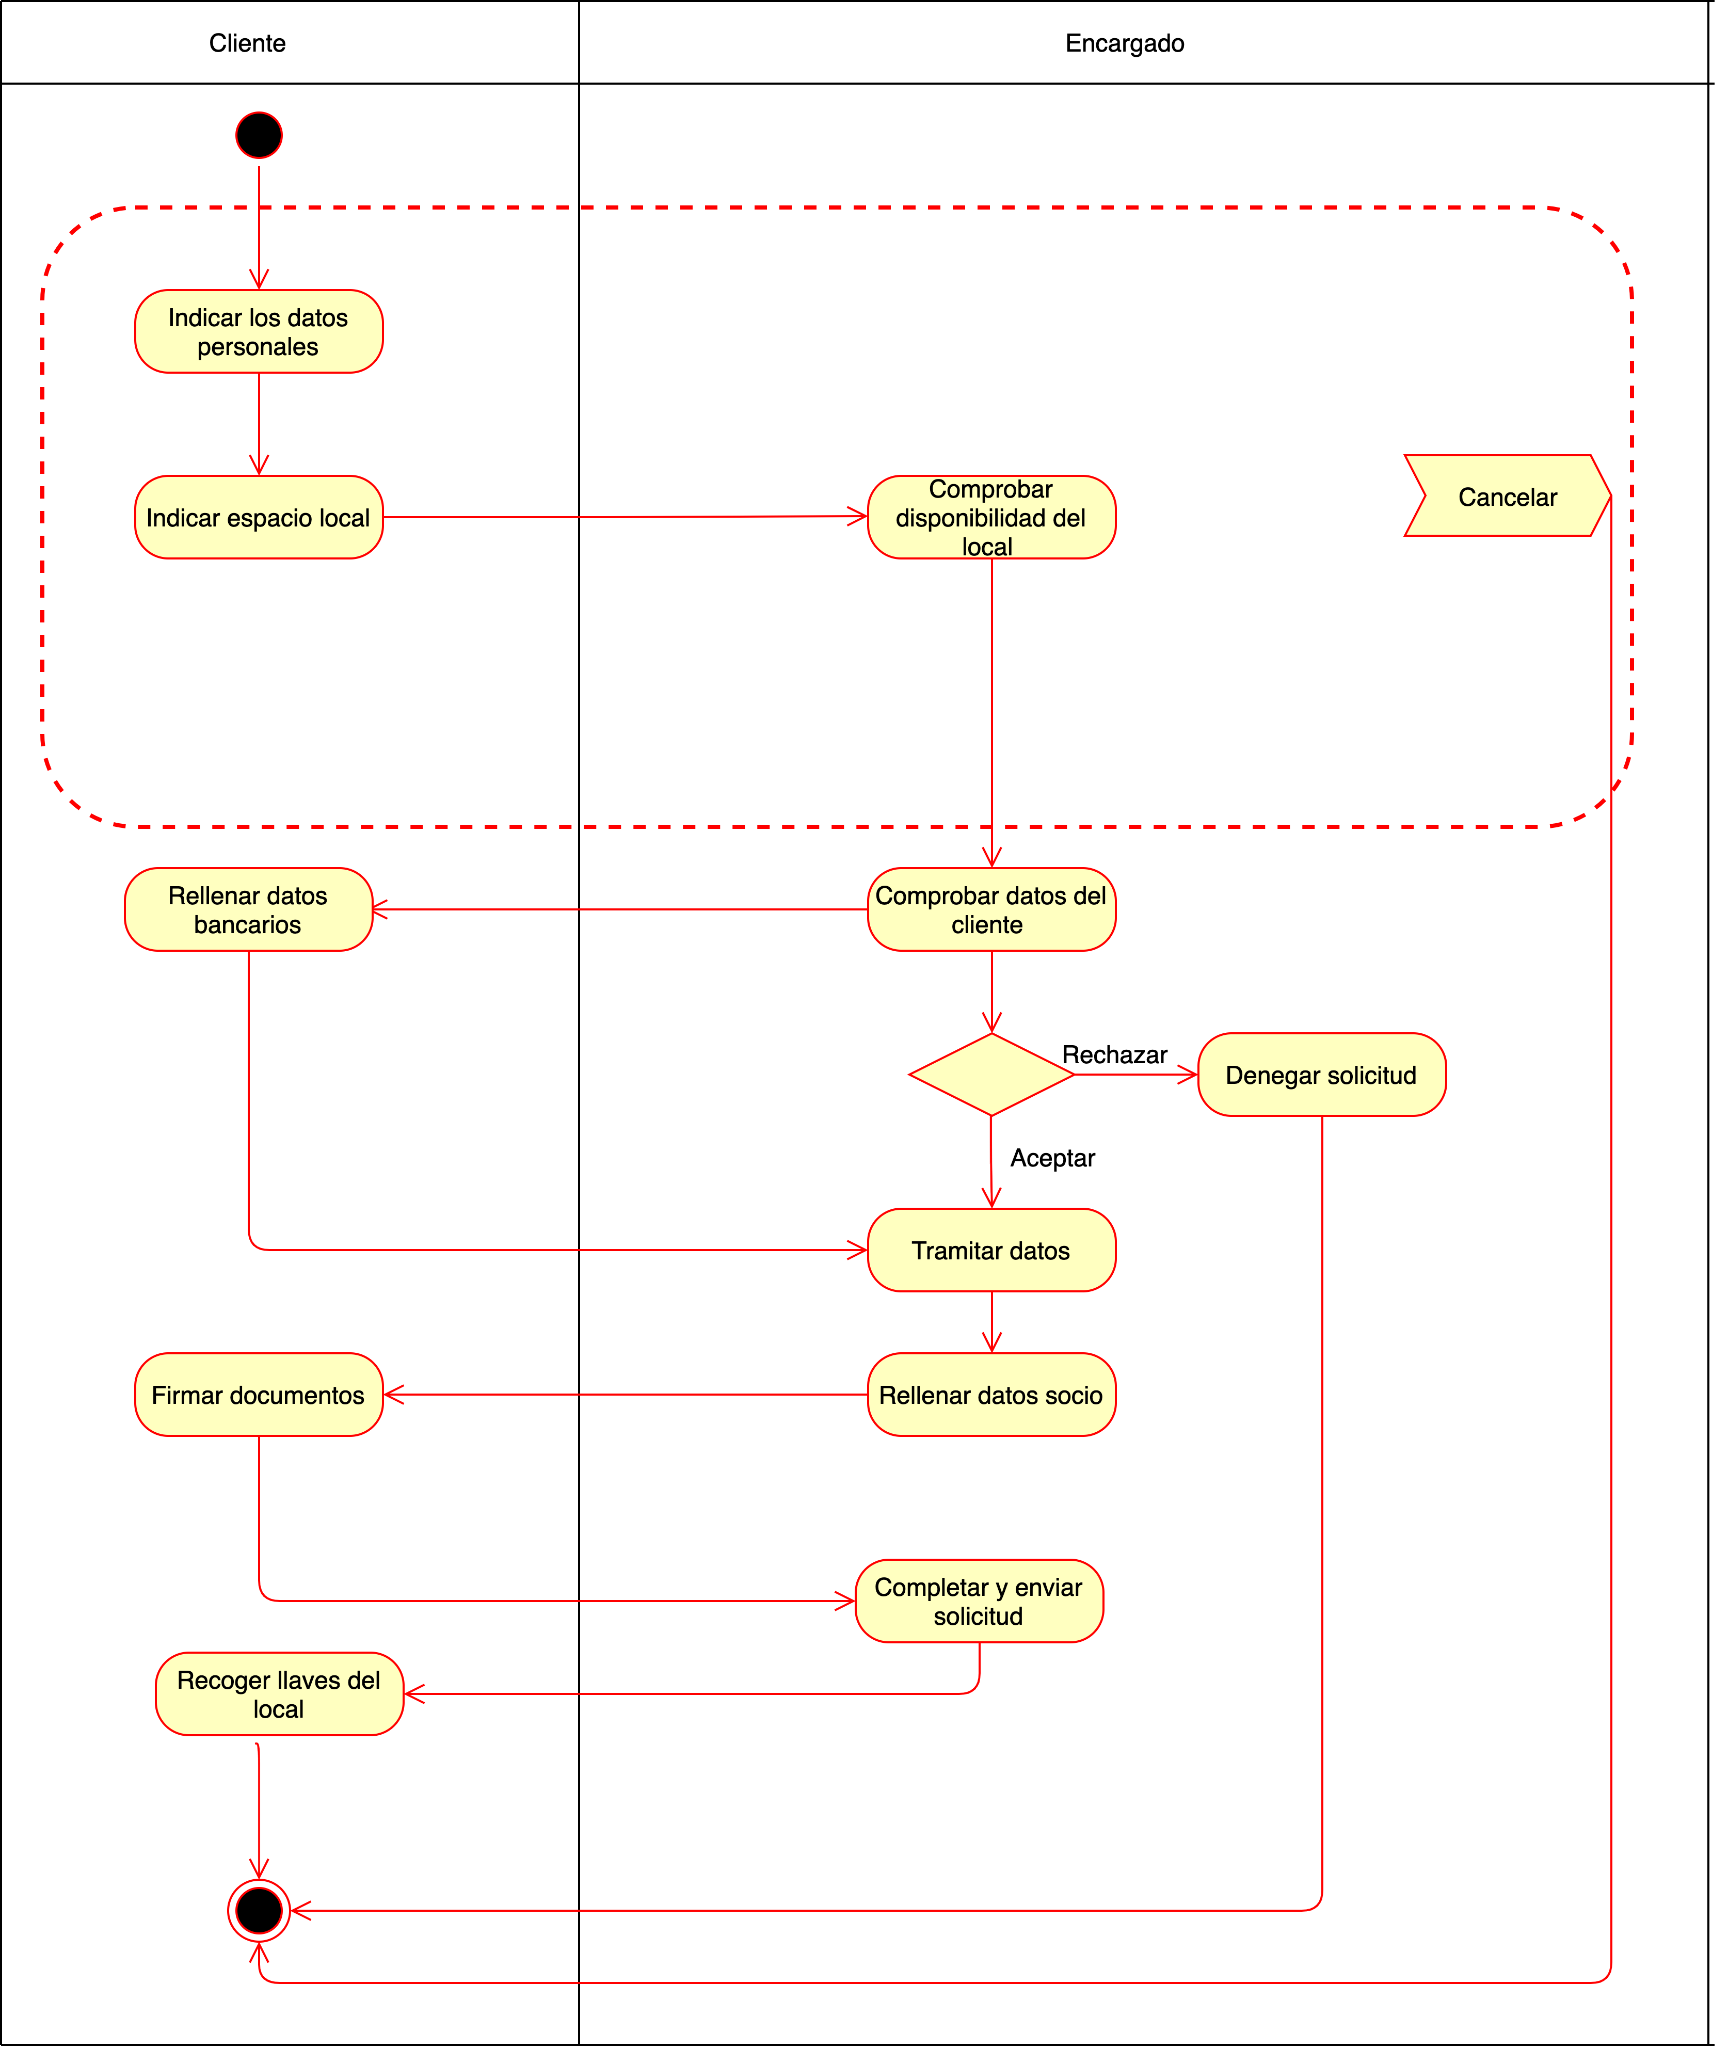 Cliente
Encargado
Indicar los datos
personales
Indicar espacio local
Comprobar
disponibilidad del
local
Cancelar
Rellenar datos
bancarios
Comprobar datos del
cliente
Rechazar
Denegar solicitud
Aceptar
Tramitar datos
Firmar documentos
Rellenar datos socio
Completar y enviar
solicitud
Recoger llaves del
local